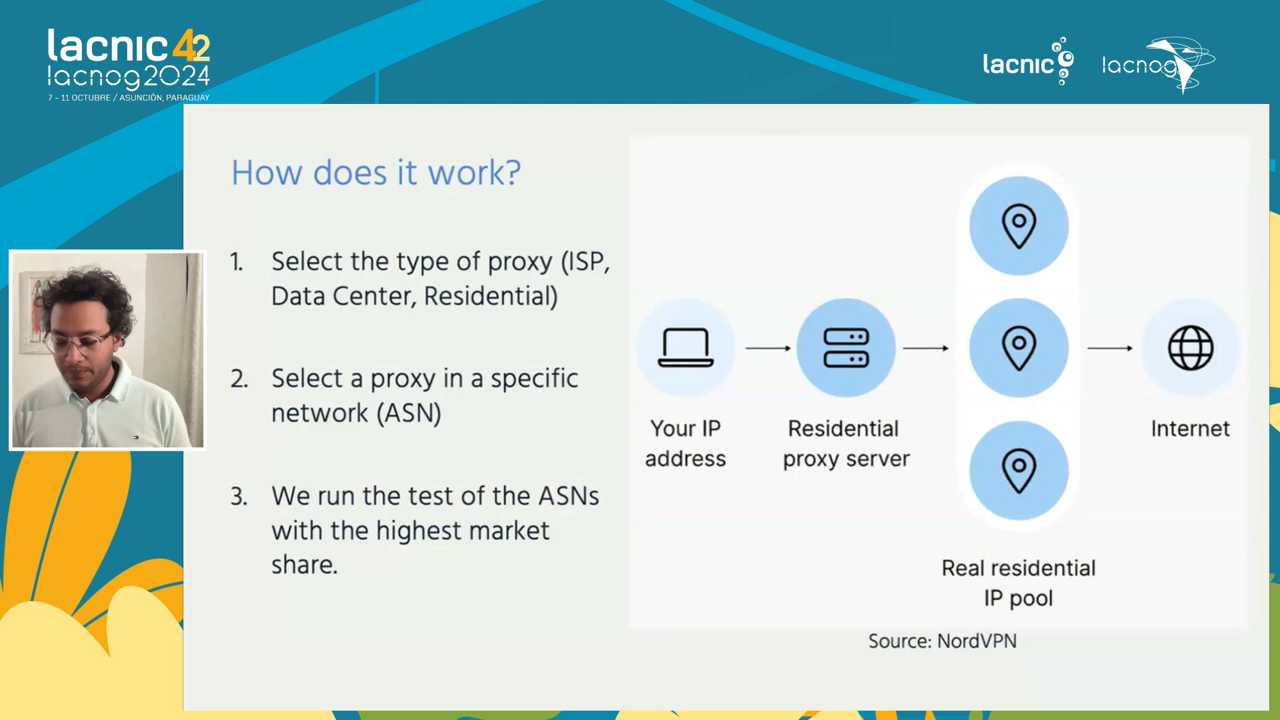 lacnic 42
lacnog2024
7 - 11 OCTUBRE / ASUNCIÓN, PARAGUAY
lacnic
lacnog
How does it work?
1. Select the type of proxy (ISP,
Data Center, Residential)
2. Select a proxy in a specific
network (ASN)
3. We run the test of the ASNs
with the highest market
share.
Your IP
address
Residential
proxy server
Real residential
IP pool
Internet
Source: NordVPN